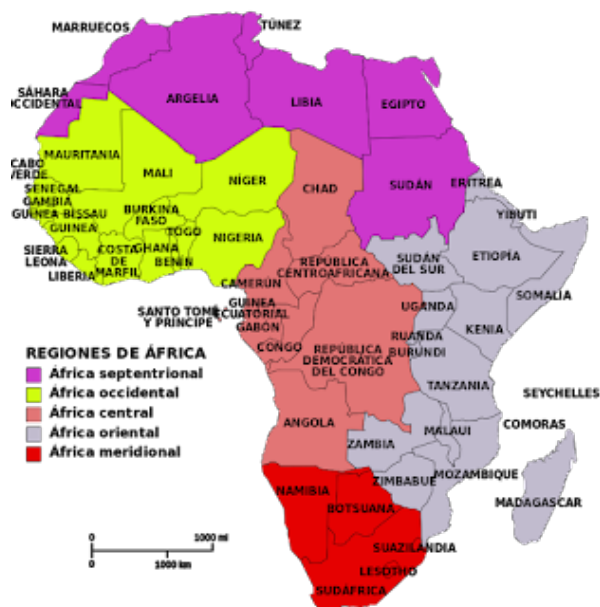 MARRUECOS
TÚNEZ
SÁHARA
OCCIDENTAL
ARGELIA
LIBIA
EGIPTO
MAURITANIA
CABO
VERDE
MALI
NÍGER
CHAD
SUDÁN
ERITREA
SENEGAL
GAMBIA
GUINEA-BISSAU
GUINEA
BURKINA
FASO
YIBUTI
SIERRA
LEONA
LIBERIA
COSTA
DE
MARFIL
GHANA
TOGO
BENÍN
NIGERIA
SUDÁN
DEL SUR
ETIOPÍA
SOMALIA
CAMERÚN
REPÚBLICA
CENTROAFRICANA
GUINEA
ECUATORIAL
SANTO TOMÉ
Y PRÍNCIPE
GABÓN
CONGO
REPÚBLICA
DEMOCRÁTICA
DEL CONGO
UGANDA
KENIA
RUANDA
BURUNDI
TANZANIA
SEYCHELLES
COMORAS
ANGOLA
ZAMBIA
MALAUI
MOZAMBIQUE
ZIMBABUE
MADAGASCAR
NAMIBIA
BOTSUANA
SUAZILANDIA
LESOTHO
SUDÁFRICA
REGIONES DE ÁFRICA
África septentrional
África occidental
África central
África oriental
África meridional
0 1000 mi
0 1000 km